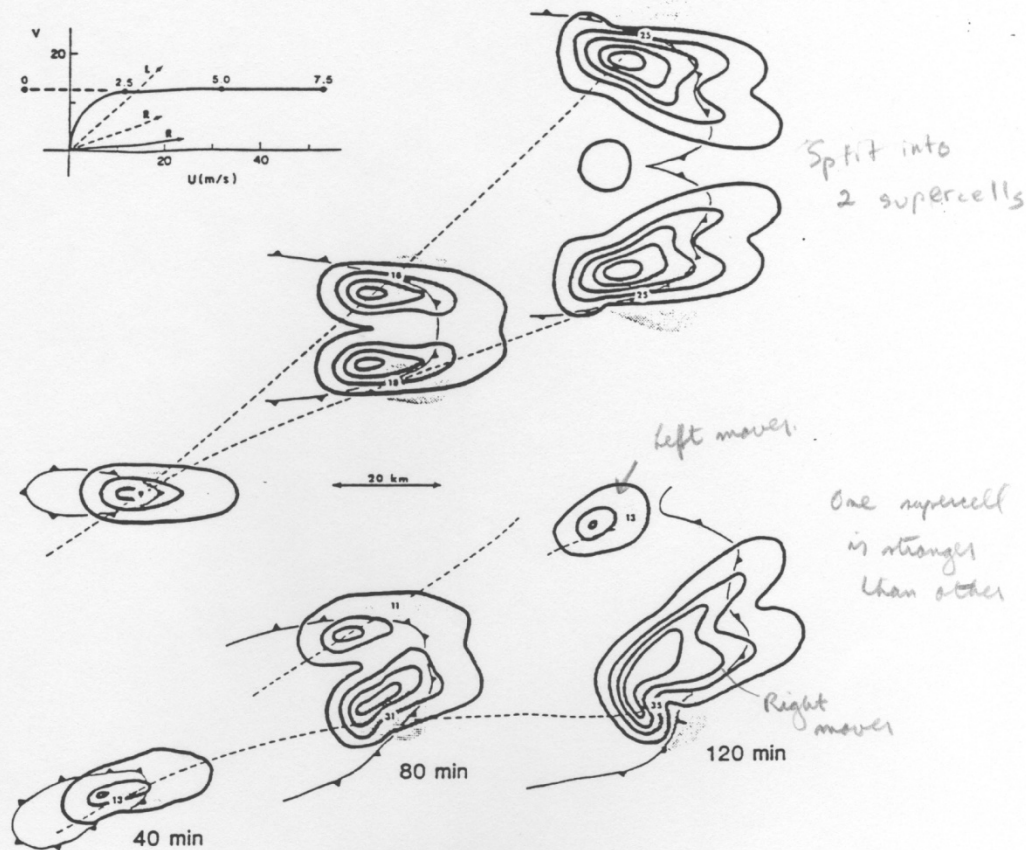 V
20
0
2.5
5.0
7.5
L
R
R
20
40
U(m/s)
25
Split into
2 supercells
25
16
18
20 km
Left mover
13
One supercell
is stronger
than other
11
31
35
Right
mover
80 min
120 min
13
40 min